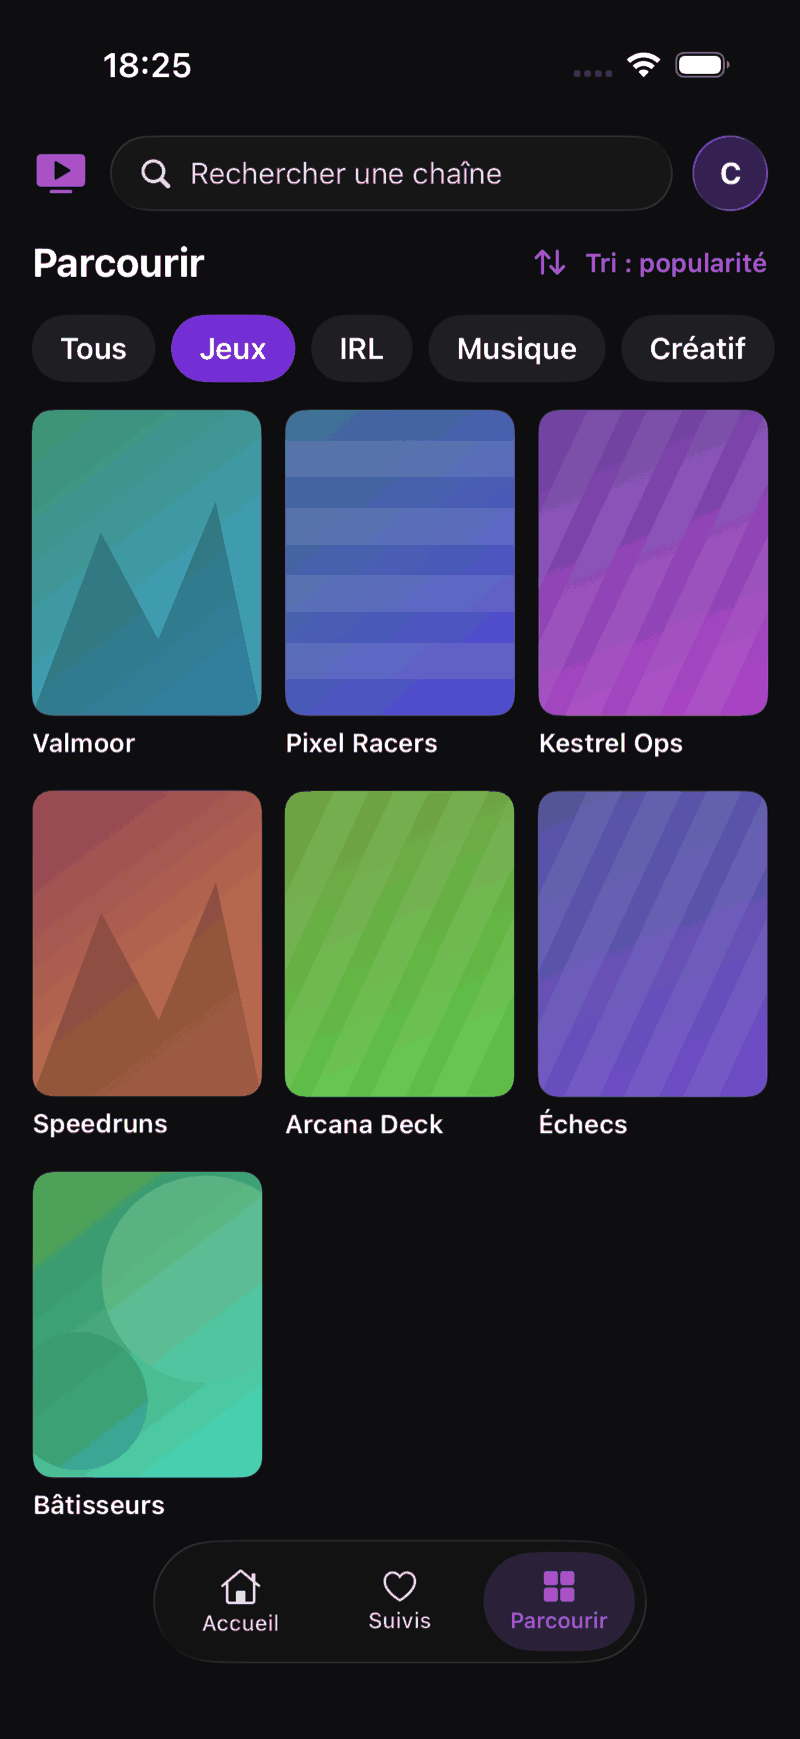 18:25
Rechercher une chaîne
C
Parcourir
Tri : popularité
Tous
Jeux
IRL
Musique
Créatif
Valmoor
Pixel Racers
Kestrel Ops
Speedruns
Arcana Deck
Échecs
Bâtisseurs
Accueil
Suivis
Parcourir